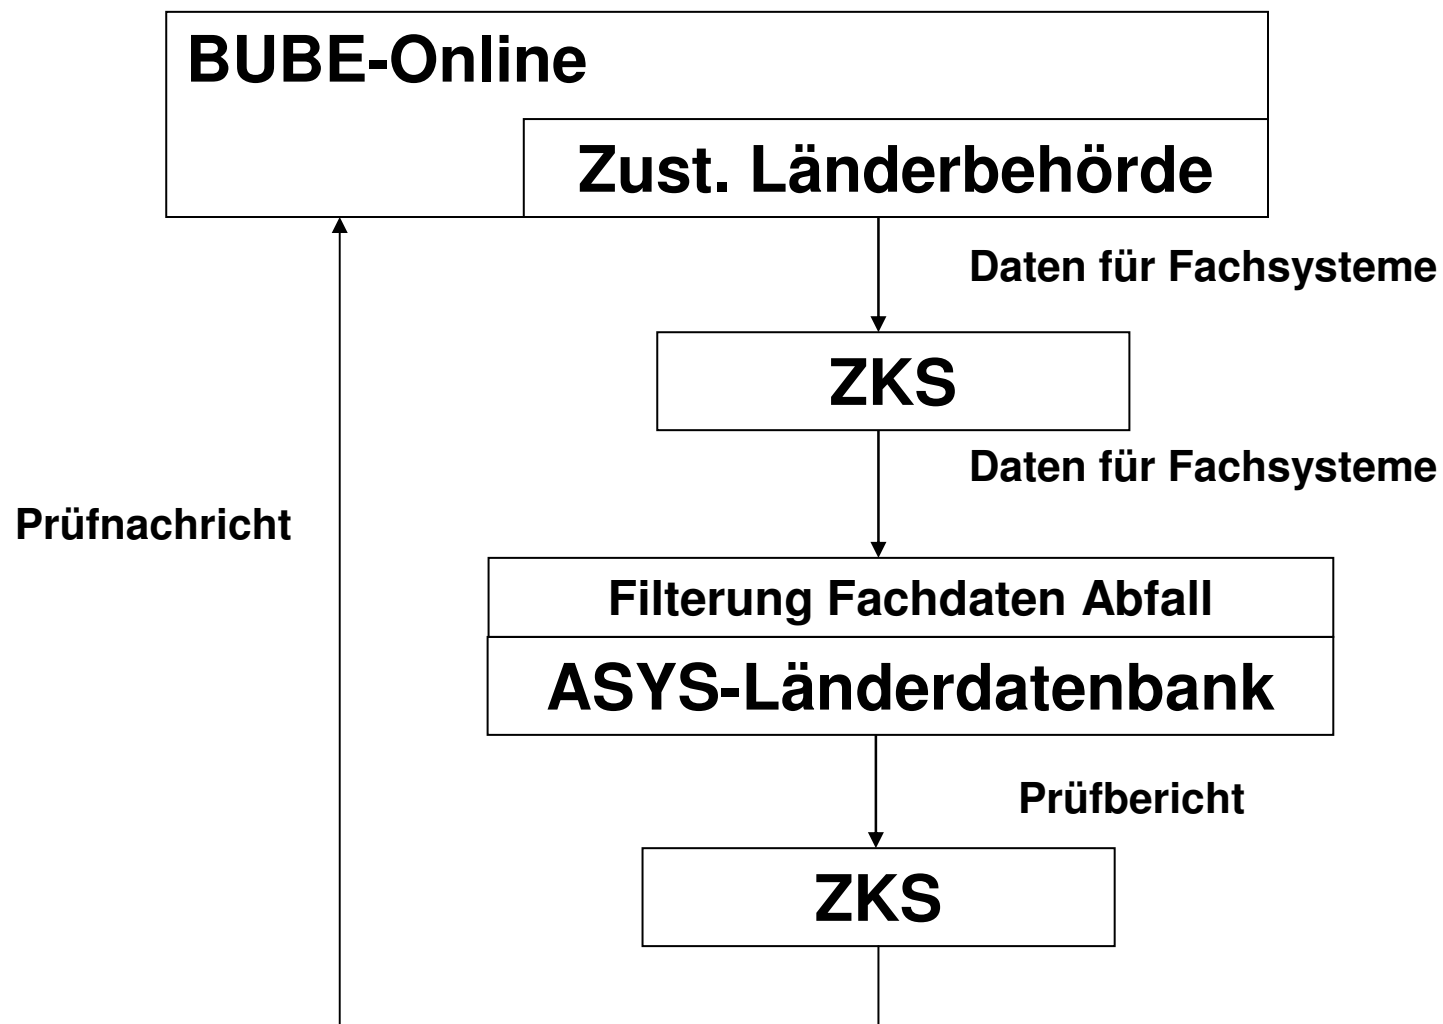 BUBE-Online
Zust. Länderbehörde
Daten für Fachsysteme
ZKS
Daten für Fachsysteme
Prüfnachricht
Filterung Fachdaten Abfall
ASYS-Länderdatenbank
Prüfbericht
ZKS